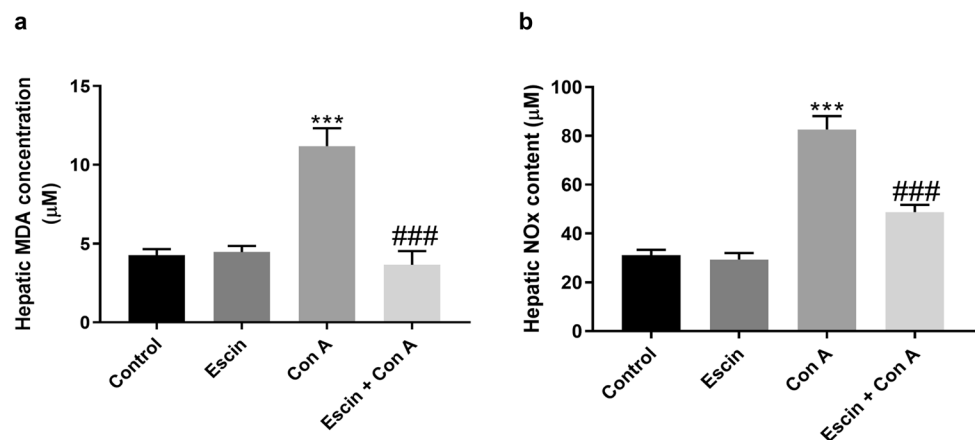 a
Hepatic MDA concentration
(μM)
15
10
5
0
***
###
Control
Escin
Con A
Escin + Con A
b
Hepatic NOx content (μM)
100
80
60
40
20
0
***
###
Control
Escin
Con A
Escin + Con A